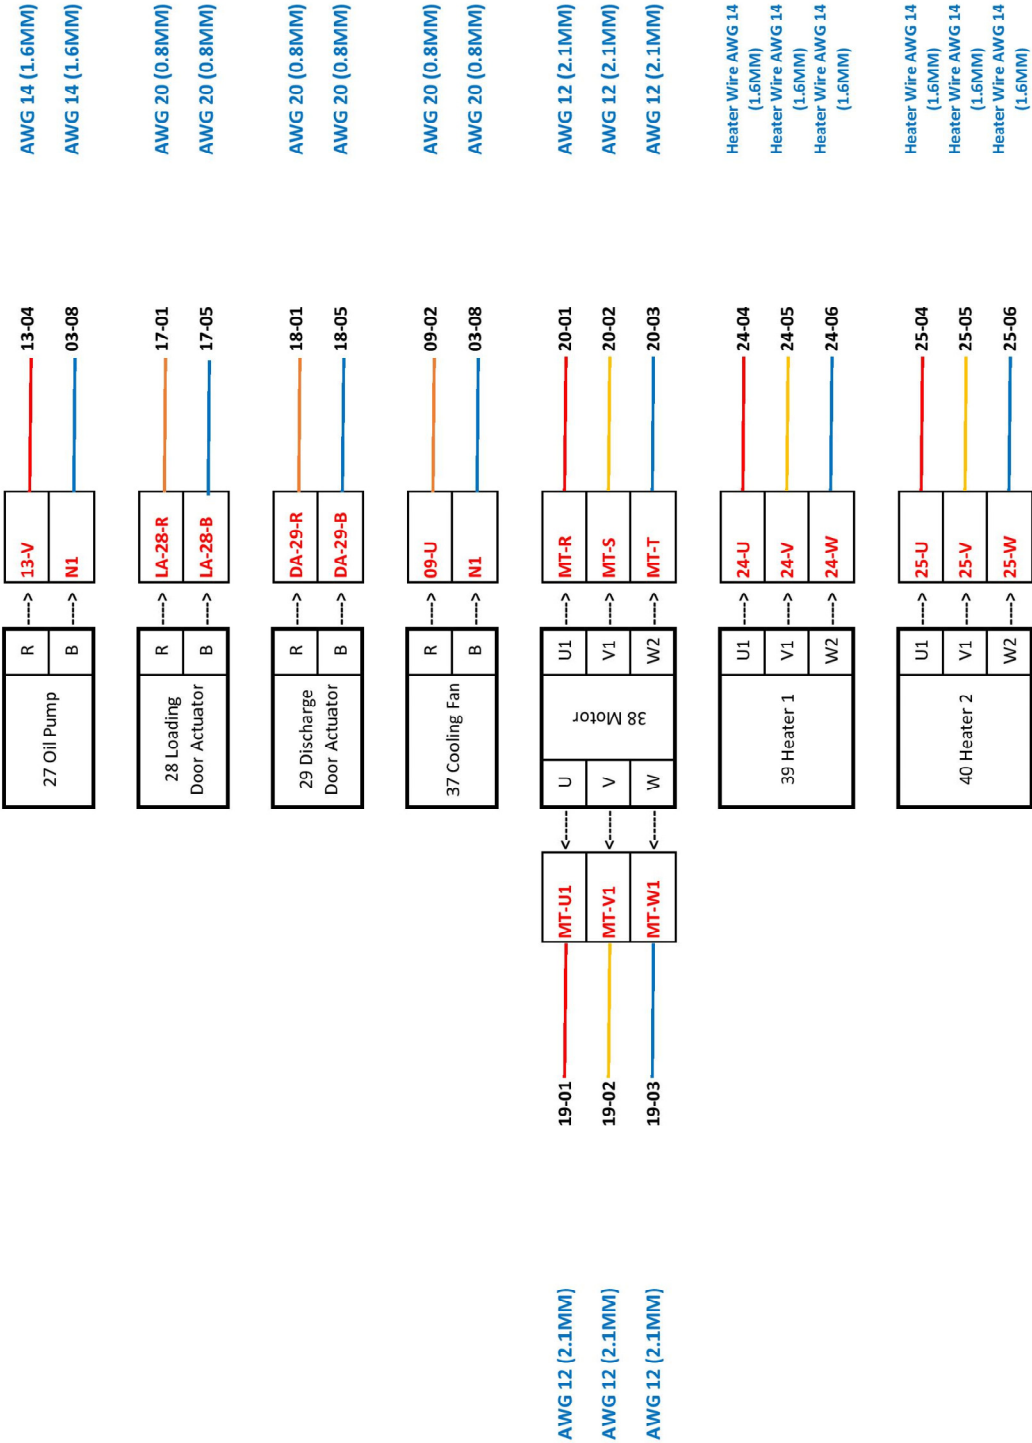 AWG 14 (1.6MM)
AWG 14 (1.6MM)
13-04
03-08
13-V
N1
---->
---->
R
B
27 Oil Pump
AWG 20 (0.8MM)
AWG 20 (0.8MM)
17-01
17-05
LA-28-R
LA-28-B
---->
---->
R
B
28 Loading
Door Actuator
AWG 20 (0.8MM)
AWG 20 (0.8MM)
18-01
18-05
DA-29-R
DA-29-B
---->
---->
R
B
29 Discharge
Door Actuator
AWG 20 (0.8MM)
AWG 20 (0.8MM)
09-02
03-08
09-U
N1
---->
---->
R
B
37 Cooling Fan
AWG 12 (2.1MM)
AWG 12 (2.1MM)
AWG 12 (2.1MM)
20-01
20-02
20-03
MT-R
MT-S
MT-T
---->
---->
---->
U1
V1
W2
38 Motor
U
V
W
<----
<----
<----
MT-U1
MT-V1
MT-W1
19-01
19-02
19-03
AWG 12 (2.1MM)
AWG 12 (2.1MM)
AWG 12 (2.1MM)
Heater Wire AWG 14
(1.6MM)
Heater Wire AWG 14
(1.6MM)
Heater Wire AWG 14
(1.6MM)
24-04
24-05
24-06
24-U
24-V
24-W
---->
---->
---->
U1
V1
W2
39 Heater 1
Heater Wire AWG 14
(1.6MM)
Heater Wire AWG 14
(1.6MM)
Heater Wire AWG 14
(1.6MM)
25-04
25-05
25-06
25-U
25-V
25-W
---->
---->
---->
U1
V1
W2
40 Heater 2